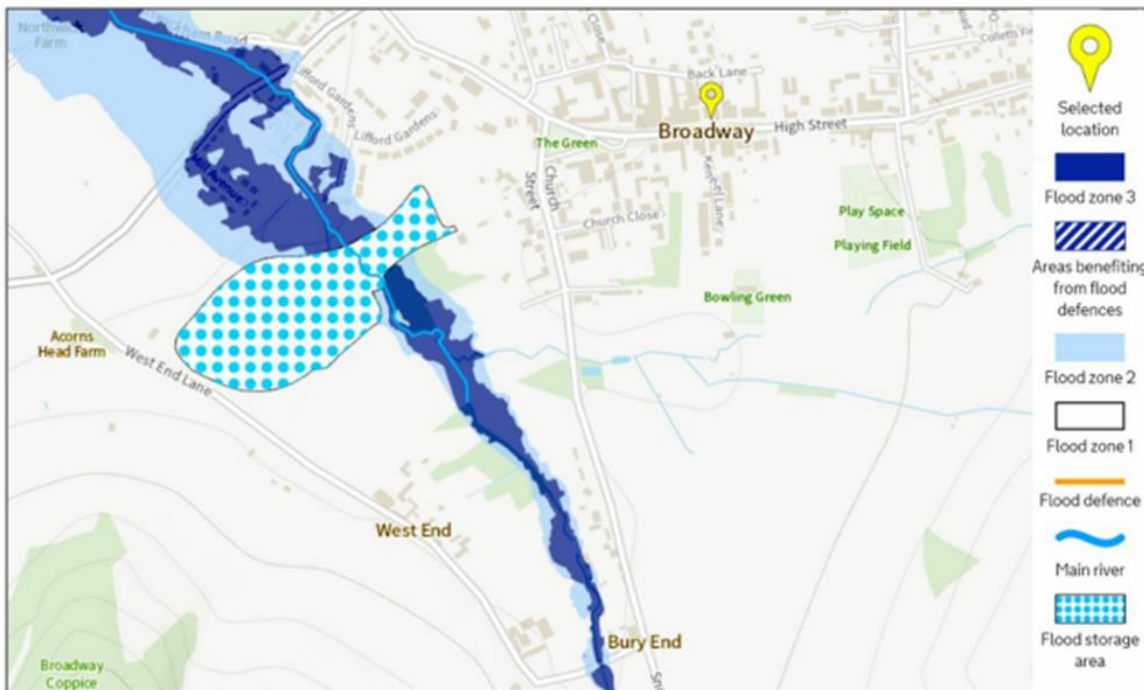 Northwick
Farm
Road
Lifford Gardens
Lifford Gardens
Close
Back Lane
Broadway
High Street
The Green
Church
Street
Church Close
Play Space
Playing Field
Bowling Green
Acorns
Head Farm
West End Lane
West End
Bury End
Broadway
Coppice
Selected
location
Flood zone 3
Areas benefiting
from flood
defences
Flood zone 2
Flood zone 1
Flood defence
Main river
Flood storage
area